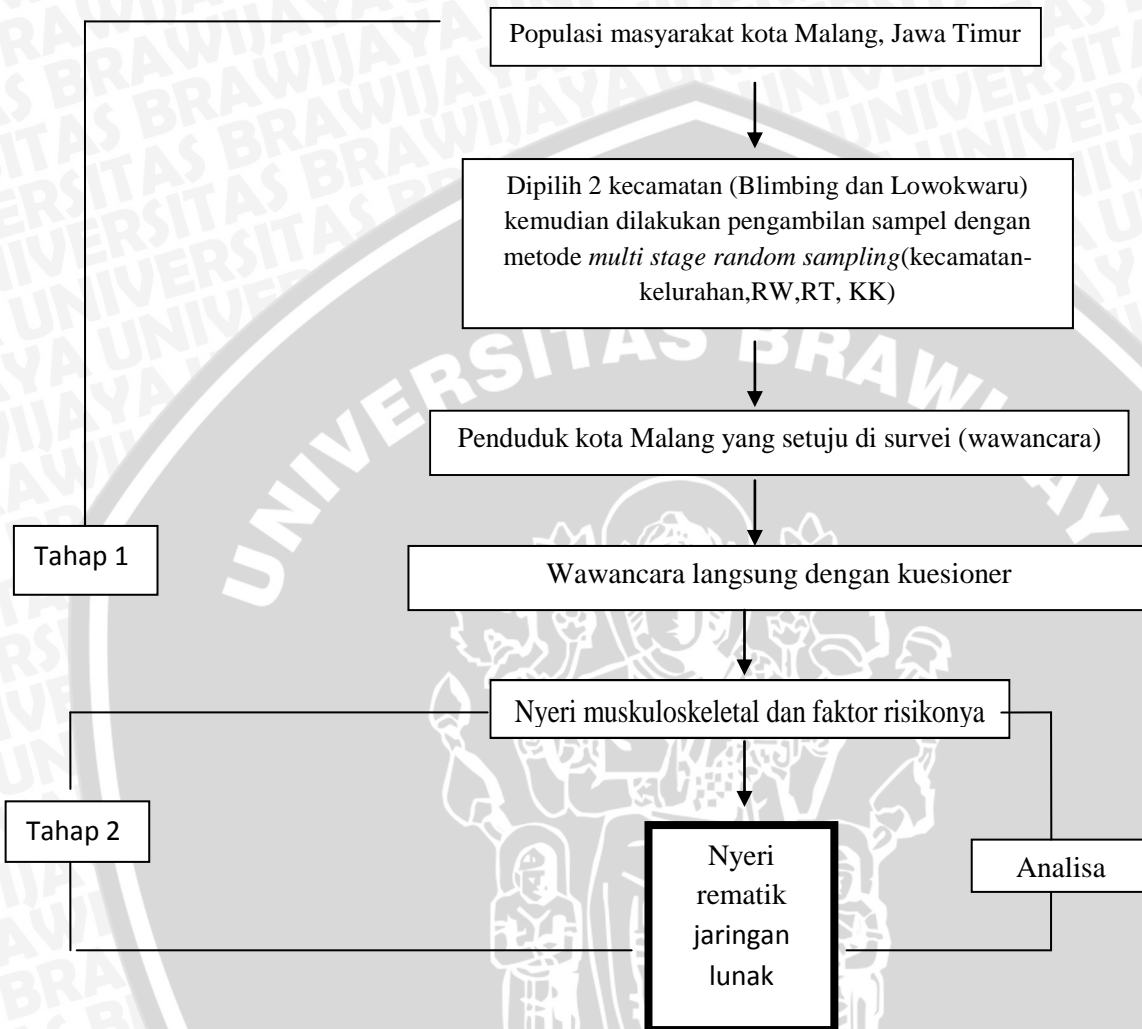 Populasi masyarakat kota Malang, Jawa Timur
Dipilih 2 kecamatan (Blimbing dan Lowokwaru)
kemudian dilakukan pengambilan sampel dengan
metode multi stage random sampling(kecamatan-
kelurahan,RW,RT, KK)
UNIVERSITAS BRAWIJAY
Penduduk kota Malang yang setuju di survei (wawancara)
Tahap 1
Wawancara langsung dengan kuesioner
Nyeri muskuloskeletal dan faktor risikonya
Tahap 2
Nyeri
rematik
jaringan
lunak
Analisa